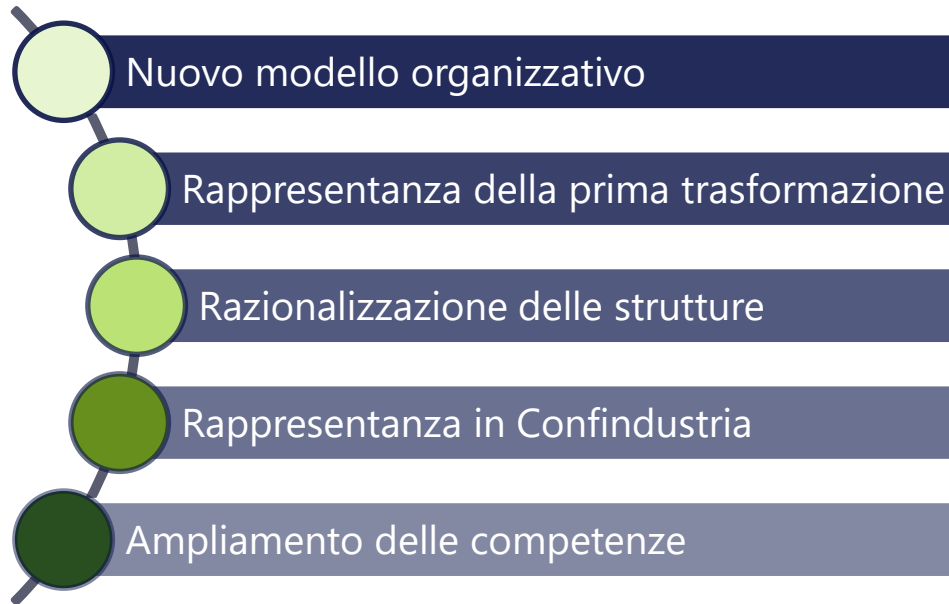 Nuovo modello organizzativo
Rappresentanza della prima trasformazione
Razionalizzazione delle strutture
Rappresentanza in Confindustria
Ampliamento delle competenze